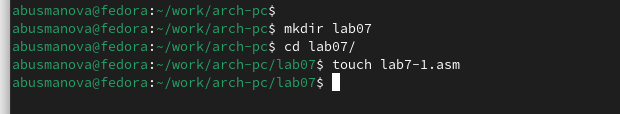 abusmanova@fedora:~/work/arch-pc$
abusmanova@fedora:~/work/arch-pc$ mkdir lab07
abusmanova@fedora:~/work/arch-pc$ cd lab07/
abusmanova@fedora:~/work/arch-pc/lab07$ touch lab7-1.asm
abusmanova@fedora:~/work/arch-pc/lab07$